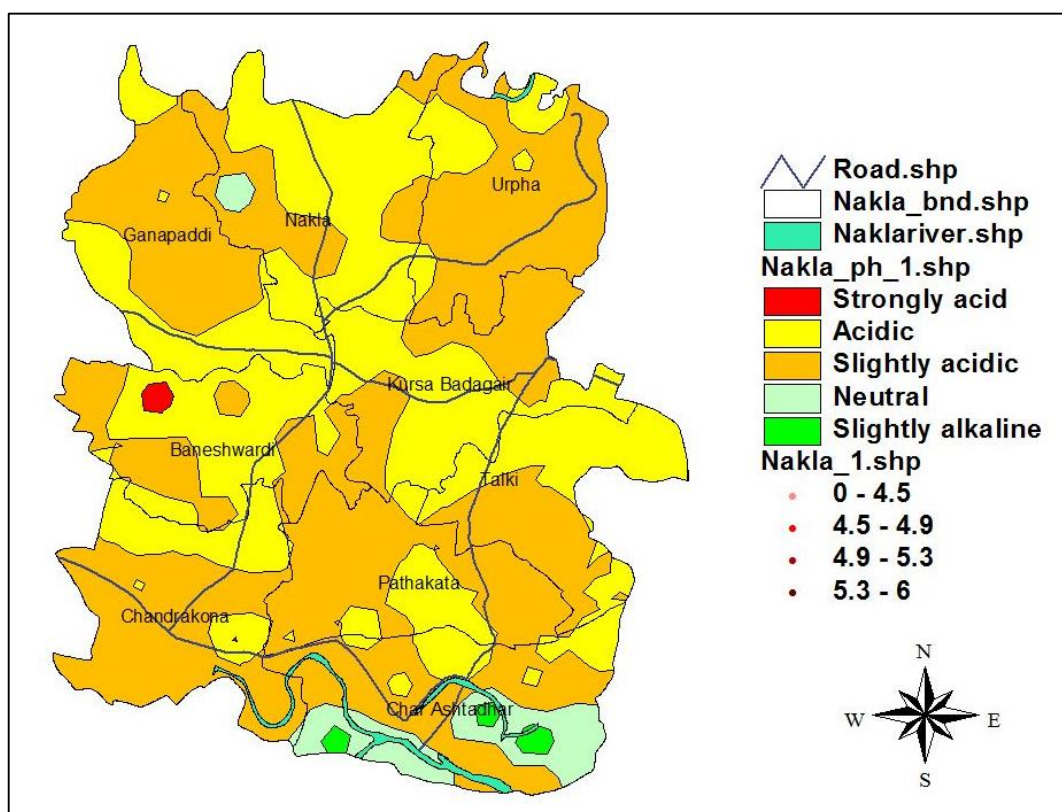 Urpha
Nakla
Ganapaddi
Kursa Badagair
Baneshwardi
Talki
Pathakata
Chandrakona
Char Ashtadhar
Road.shp
Nakla_bnd.shp
Naklariver.shp
Nakla_ph_1.shp
Strongly acid
Acidic
Slightly acidic
Neutral
Slightly alkaline
Nakla_1.shp
0 - 4.5
4.5 - 4.9
4.9 - 5.3
5.3 - 6
N
W
E
S